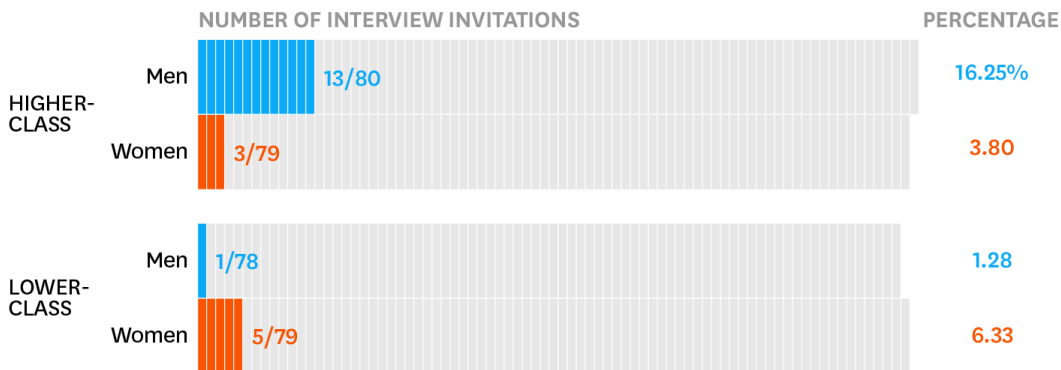 NUMBER OF INTERVIEW INVITATIONS PERCENTAGE
HIGHER-
CLASS
Men 13/80 16.25%
Women 3/79 3.80
LOWER-
CLASS
Men 1/78 1.28
Women 5/79 6.33